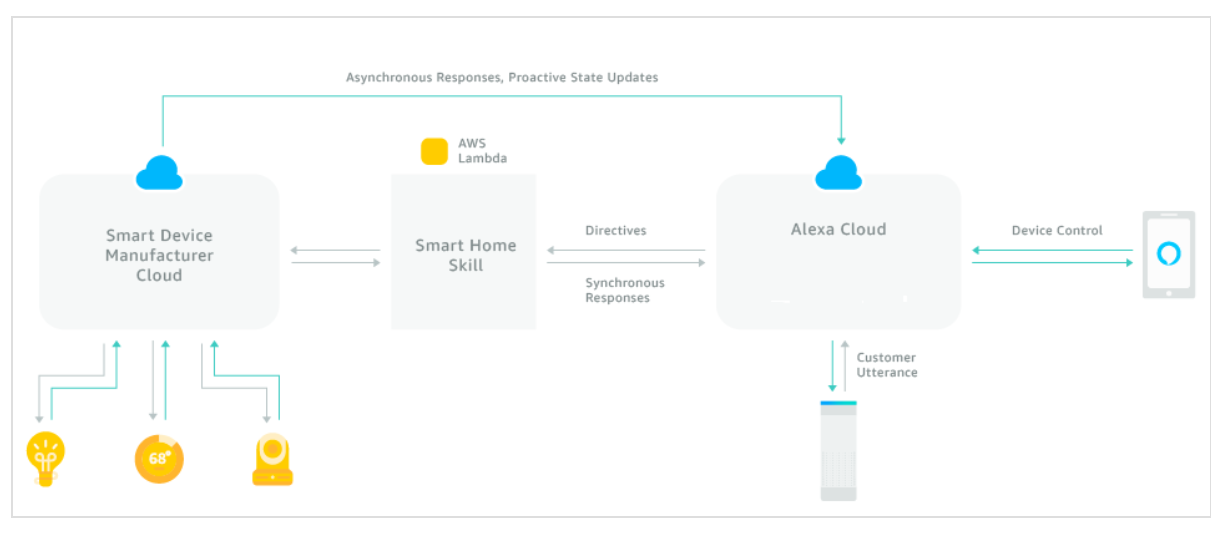 Asynchronous Responses, Proactive State Updates
AWS
Lambda
Smart Device
Manufacturer
Cloud
Smart Home
Skill
Directives
Synchronous
Responses
Alexa Cloud
Device Control
Customer
Utterance
68°